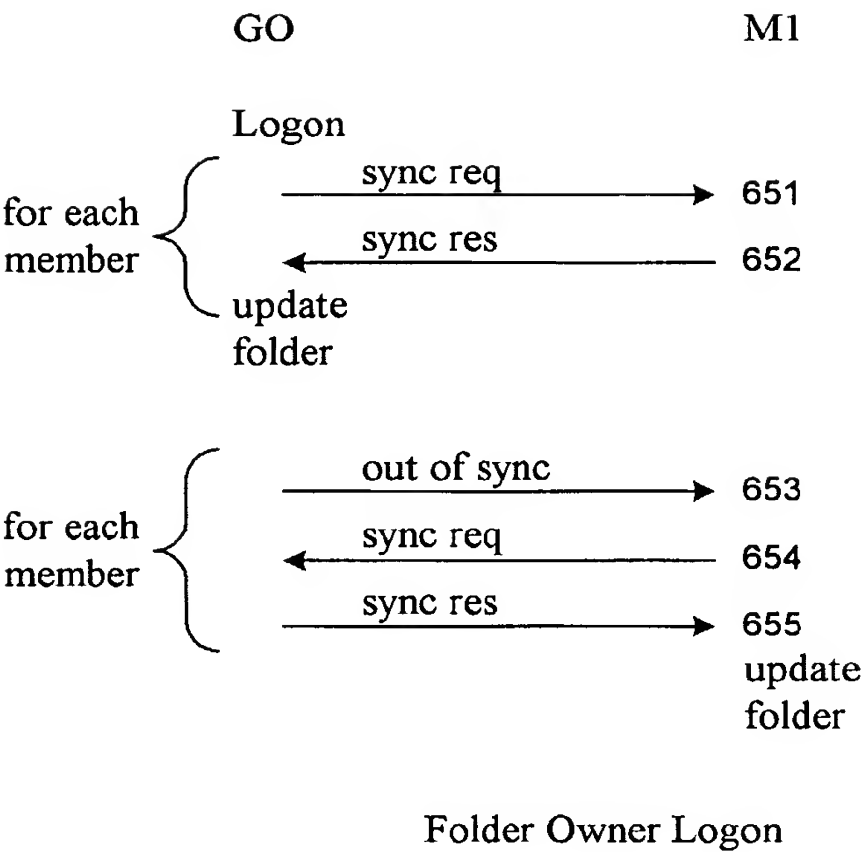 GO M1
Logon
for each
member
sync req 651
sync res 652
update
folder
for each
member
out of sync 653
sync req 654
sync res 655
update
folder
Folder Owner Logon